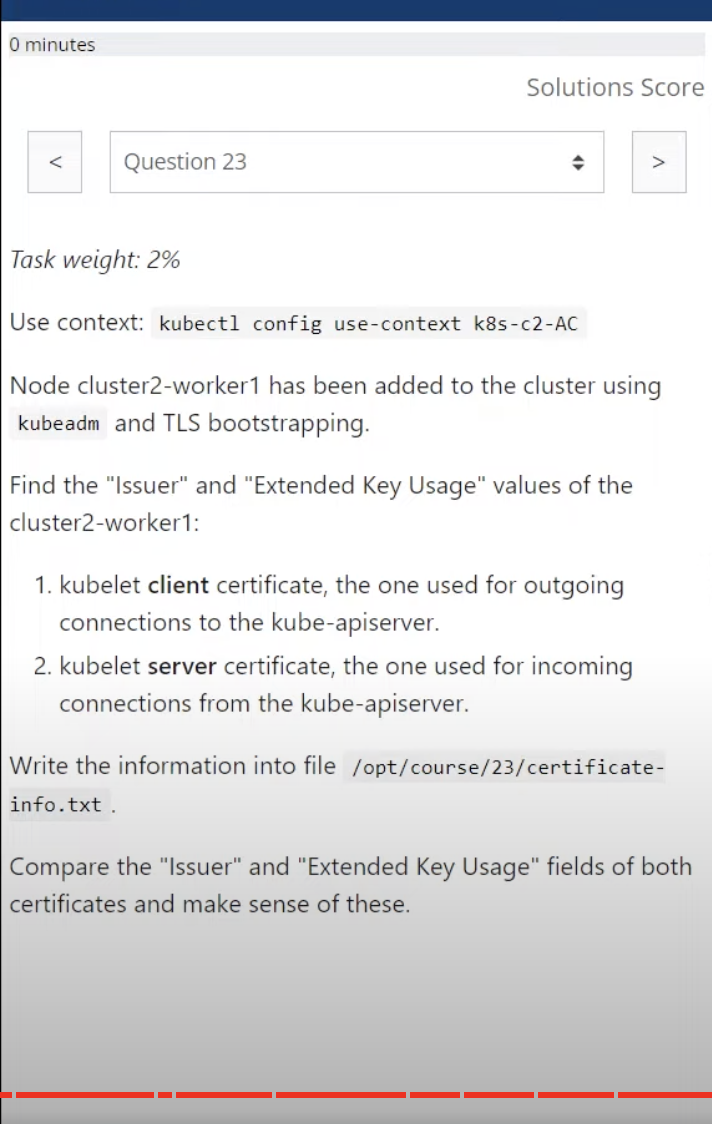 0 minutes
Solutions Score
<
Question 23
>
Task weight: 2%
Use context: kubectl config use-context k8s-c2-AC
Node cluster2-worker1 has been added to the cluster using
kubeadm and TLS bootstrapping.
Find the "Issuer" and "Extended Key Usage" values of the
cluster2-worker1:
1. kubelet client certificate, the one used for outgoing
connections to the kube-apiserver.
2. kubelet server certificate, the one used for incoming
connections from the kube-apiserver.
Write the information into file /opt/course/23/certificate-
info.txt .
Compare the "Issuer" and "Extended Key Usage" fields of both
certificates and make sense of these.